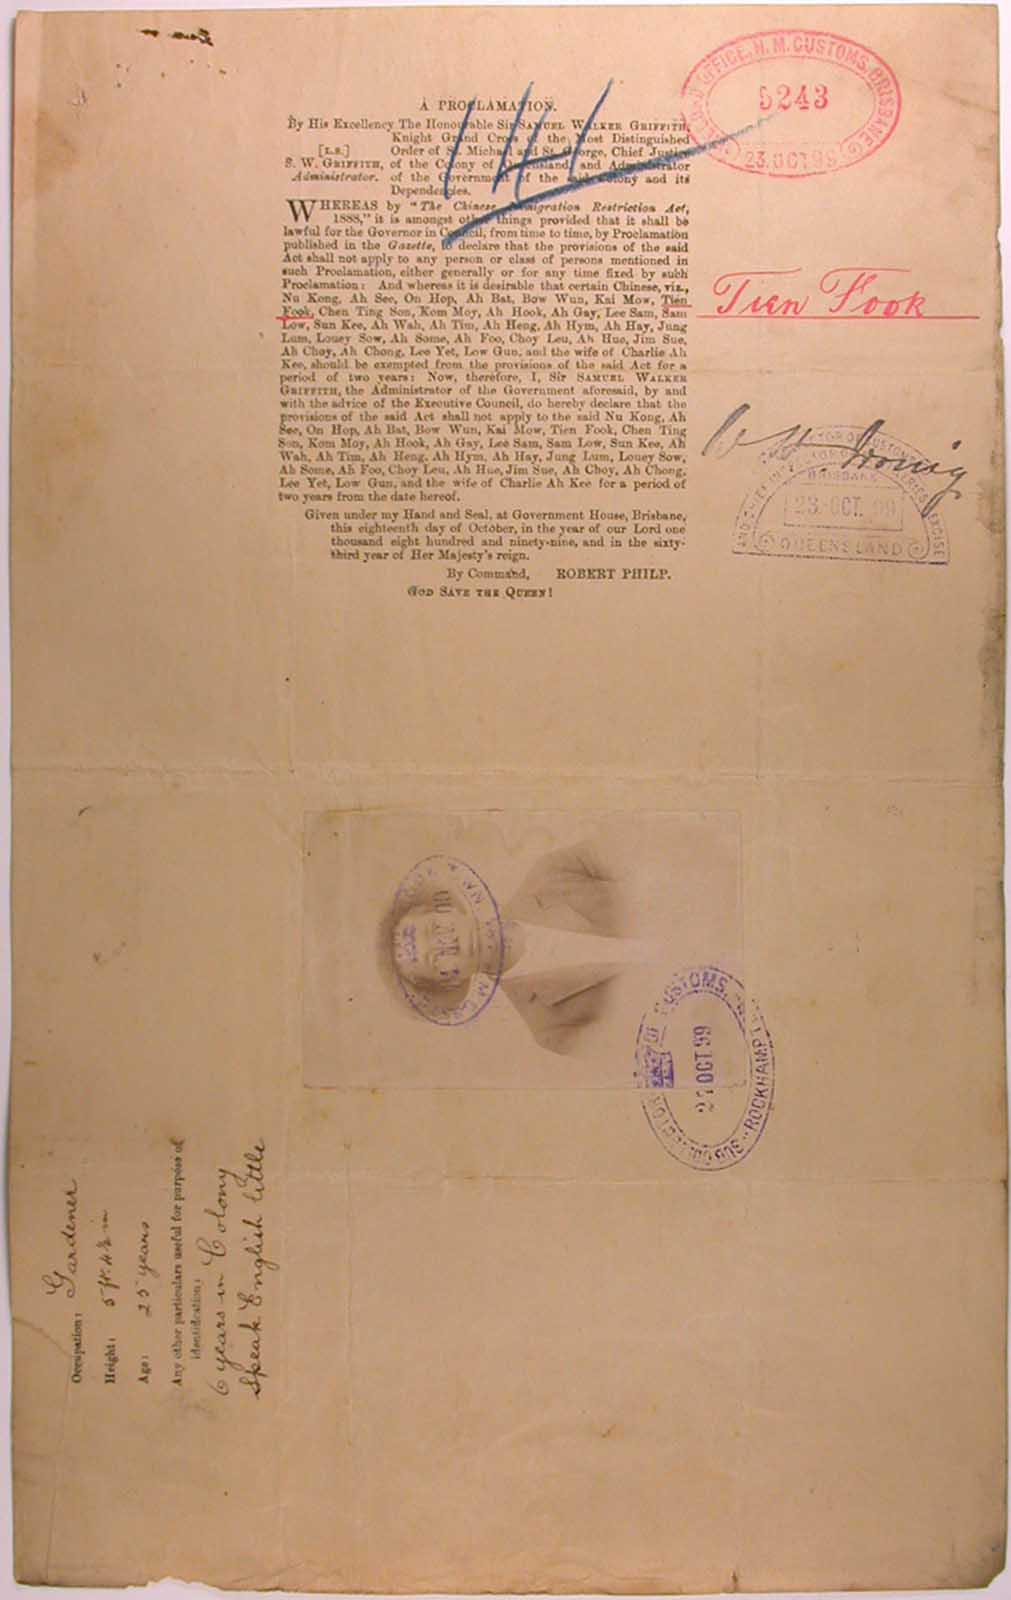 A PROCLAMATION.
By His Excellency The Honourable Sir SAMUEL WALKER GRIFFITH,
Knight Grand Cross of the Most Distinguished
[L.S.] Order of St. Michael and St. George, Chief Justice
S. W. GRIFFITH, of the Colony of Queensland, and Administrator
Administrator. of the Government of the said Colony and its
Dependencies.
WHEREAS by "The Chinese Immigration Restriction Act,
1888," it is amongst other things provided that it shall be
lawful for the Governor in Council, from time to time, by Proclamation
published in the Gazette, to declare that the provisions of the said
Act shall not apply to any person or class of persons mentioned in
such Proclamation, either generally or for any time fixed by such
Proclamation: And whereas it is desirable that certain Chinese, viz.,
Nu Kong, Ah See, On Hop, Ah Bat, Bow Wun, Kai Mow, Tien
Fook, Chen Ting Son, Kom Moy, Ah Hook, Ah Gay, Lee Sam, Sam
Low, Sun Kee, Ah Wah, Ah Tim, Ah Heng, Ah Hym, Ah Hay, Jung
Lum, Louey Sow, Ah Some, Ah Foo, Choy Leu, Ah Hue, Jim Sue,
Ah Choy, Ah Chong, Lee Yet, Low Gun, and the wife of Charlie Ah
Kee, should be exempted from the provisions of the said Act for a
period of two years: Now, therefore, I, Sir SAMUEL WALKER
GRIFFITH, the Administrator of the Government aforesaid, by and
with the advice of the Executive Council, do hereby declare that the
provisions of the said Act shall not apply to the said Nu Kong, Ah
See, On Hop, Ah Bat, Bow Wun, Kai Mow, Tien Fook, Chen Ting
Son, Kom Moy, Ah Hook, Ah Gay, Lee Sam, Sam Low, Sun Kee, Ah
Wah, Ah Tim, Ah Heng, Ah Hym, Ah Hay, Jung Lum, Louey Sow,
Ah Some, Ah Foo, Choy Leu, Ah Hue, Jim Sue, Ah Choy, Ah Chong,
Lee Yet, Low Gun, and the wife of Charlie Ah Kee for a period of
two years from the date hereof.
Given under my Hand and Seal, at Government House, Brisbane,
this eighteenth day of October, in the year of our Lord one
thousand eight hundred and ninety-nine, and in the sixty-
third year of Her Majesty's reign.
By Command, ROBERT PHILP.
GOD SAVE THE QUEEN!
OFFICE, H. M. CUSTOMS, BRISBANE
5243
23. OCT 99
Tien Fook
OF CUSTOMS
AND CHIEF EXCISE
BRISBANE
23 OCT. 99
QUEENSLAND
CUSTOMS,
27 OCT 99
ROCKHAMPT
Occupation: Gardener
Height: 5 ft. 4½ in
Age: 25 years
Any other particulars useful for purpose of
identification:
6 years in Colony
Speak English little